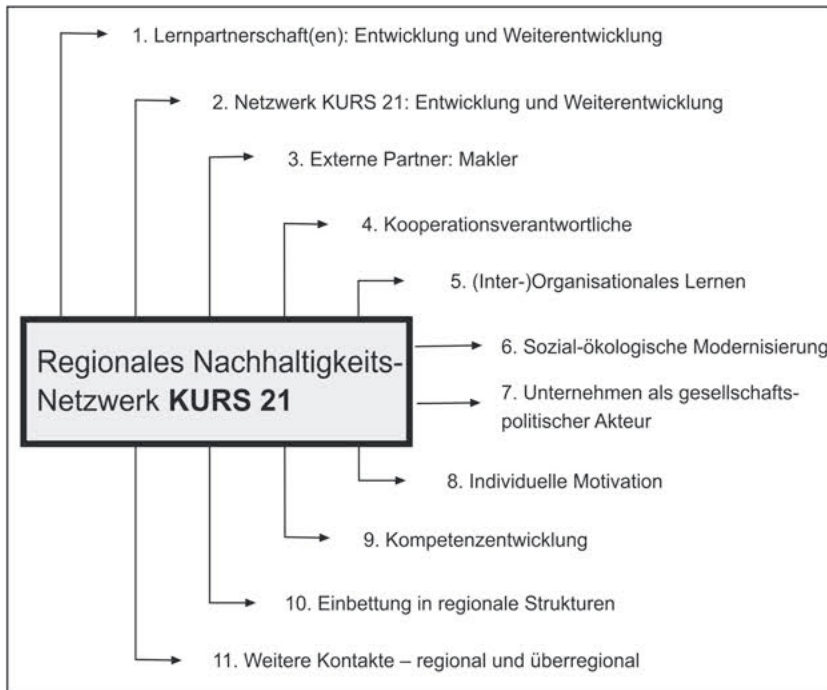 1. Lernpartnerschaft(en): Entwicklung und Weiterentwicklung
2. Netzwerk KURS 21: Entwicklung und Weiterentwicklung
3. Externe Partner: Makler
4. Kooperationsverantwortliche
5. (Inter-)Organisationales Lernen
Regionales Nachhaltigkeits-
Netzwerk KURS 21
6. Sozial-ökologische Modernisierung
7. Unternehmen als gesellschafts-
politischer Akteur
8. Individuelle Motivation
9. Kompetenzentwicklung
10. Einbettung in regionale Strukturen
11. Weitere Kontakte – regional und überregional